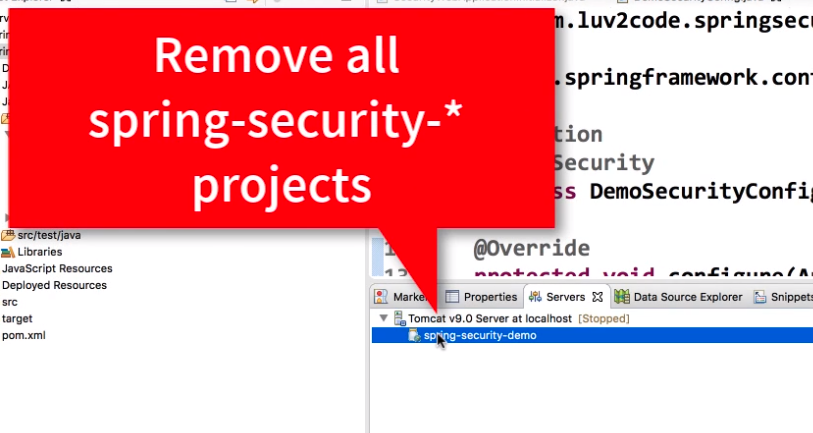 Remove all
spring-security-*
projects
.luv2code.springsecu
.springframework.con
tion
Security
ss DemoSecurityConfig
@Override
src/test/java
Libraries
JavaScript Resources
Deployed Resources
src
target
pom.xml
Marke
Properties
Servers
Data Source Explorer
Snippets
Tomcat v9.0 Server at localhost [Stopped]
spring-security-demo